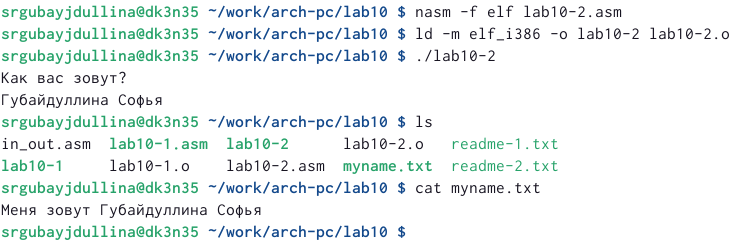 srgubayjdullina@dk3n35 ~/work/arch-pc/lab10 $ nasm -f elf lab10-2.asm
srgubayjdullina@dk3n35 ~/work/arch-pc/lab10 $ ld -m elf_i386 -o lab10-2 lab10-2.o
srgubayjdullina@dk3n35 ~/work/arch-pc/lab10 $ ./lab10-2
Как вас зовут?
Губайдуллина Софья
srgubayjdullina@dk3n35 ~/work/arch-pc/lab10 $ ls
in_out.asm lab10-1.asm lab10-2 lab10-2.o readme-1.txt
lab10-1 lab10-1.o lab10-2.asm myname.txt readme-2.txt
srgubayjdullina@dk3n35 ~/work/arch-pc/lab10 $ cat myname.txt
Меня зовут Губайдуллина Софья
srgubayjdullina@dk3n35 ~/work/arch-pc/lab10 $